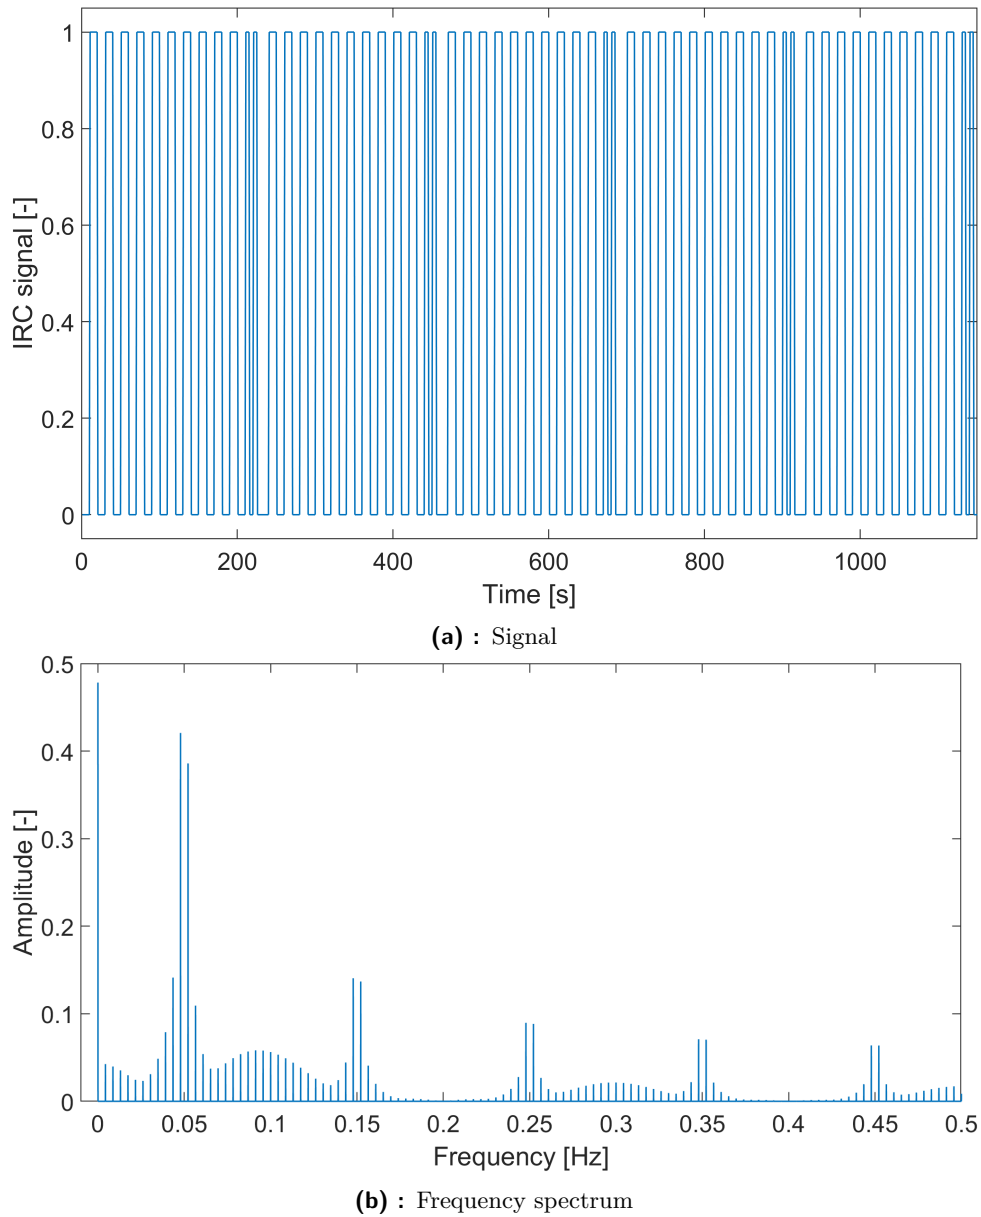 1
0.8
0.6
0.4
0.2
0
IRC signal [-]
0 200 400 600 800 1000
Time [s]
(a) : Signal
0.5
0.4
0.3
0.2
0.1
0
Amplitude [-]
0 0.05 0.1 0.15 0.2 0.25 0.3 0.35 0.4 0.45 0.5
Frequency [Hz]
(b) : Frequency spectrum